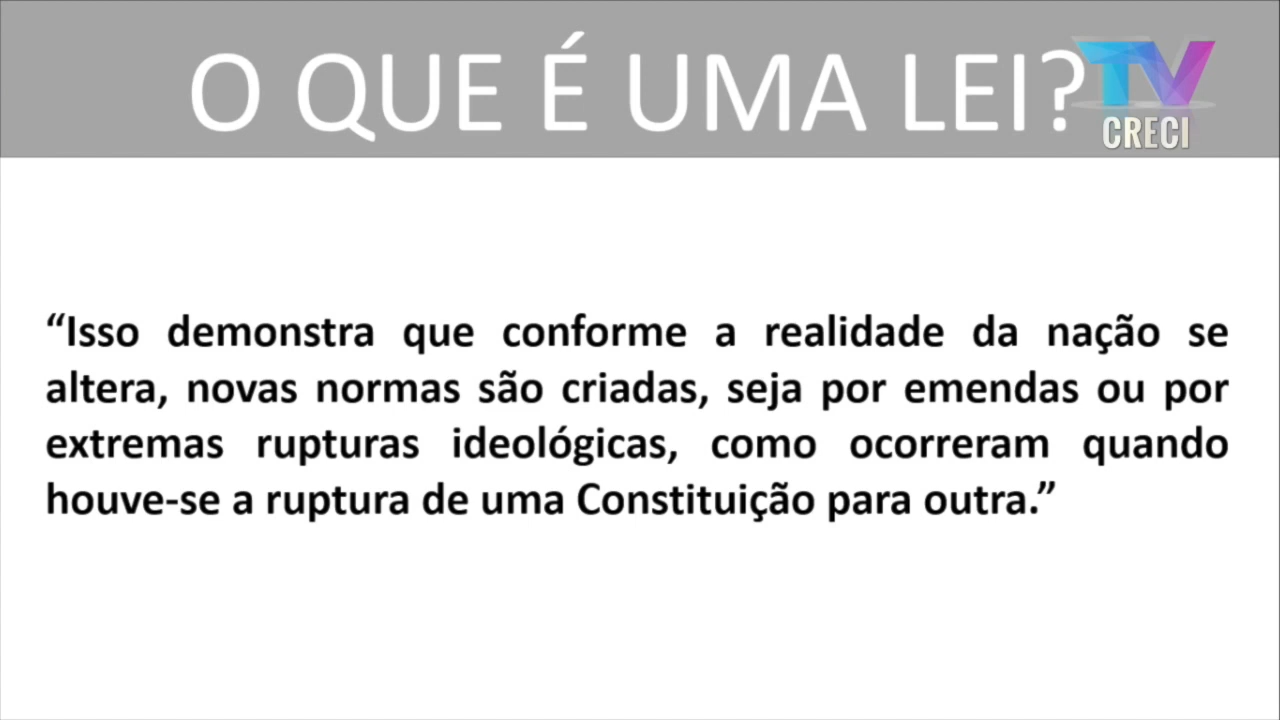 O QUE É UMA LEI?
TV
CRECI
“Isso demonstra que conforme a realidade da nação se
altera, novas normas são criadas, seja por emendas ou por
extremas rupturas ideológicas, como ocorreram quando
houve-se a ruptura de uma Constituição para outra.”